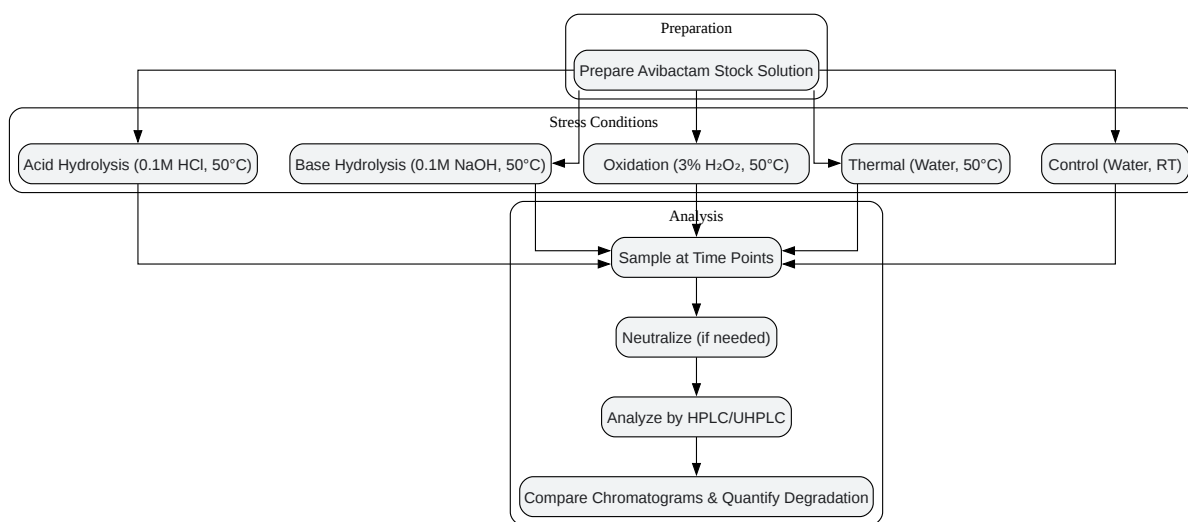 Preparation
Prepare Avibactam Stock Solution
Stress Conditions
Acid Hydrolysis (0.1M HCl, 50°C)
Base Hydrolysis (0.1M NaOH, 50°C)
Oxidation (3% H₂O₂, 50°C)
Thermal (Water, 50°C)
Control (Water, RT)
Analysis
Sample at Time Points
Neutralize (if needed)
Analyze by HPLC/UHPLC
Compare Chromatograms & Quantify Degradation